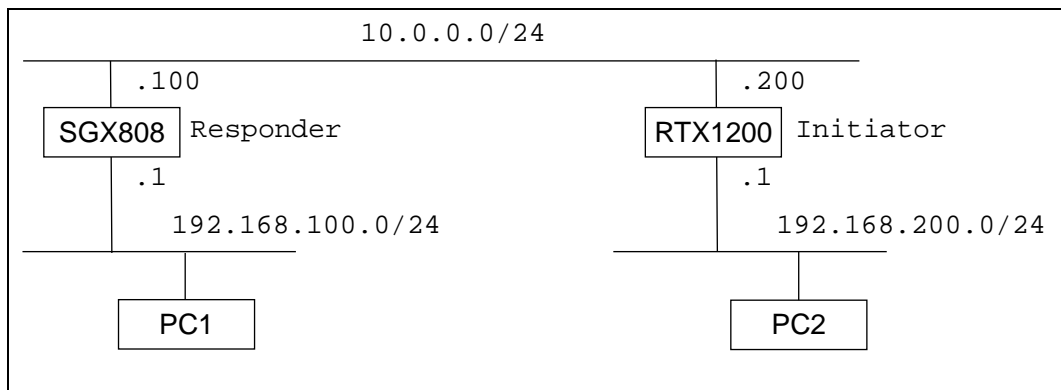 10.0.0.0/24
.100 .200
SGX808 Responder RTX1200 Initiator
.1 .1
192.168.100.0/24 192.168.200.0/24
PC1 PC2